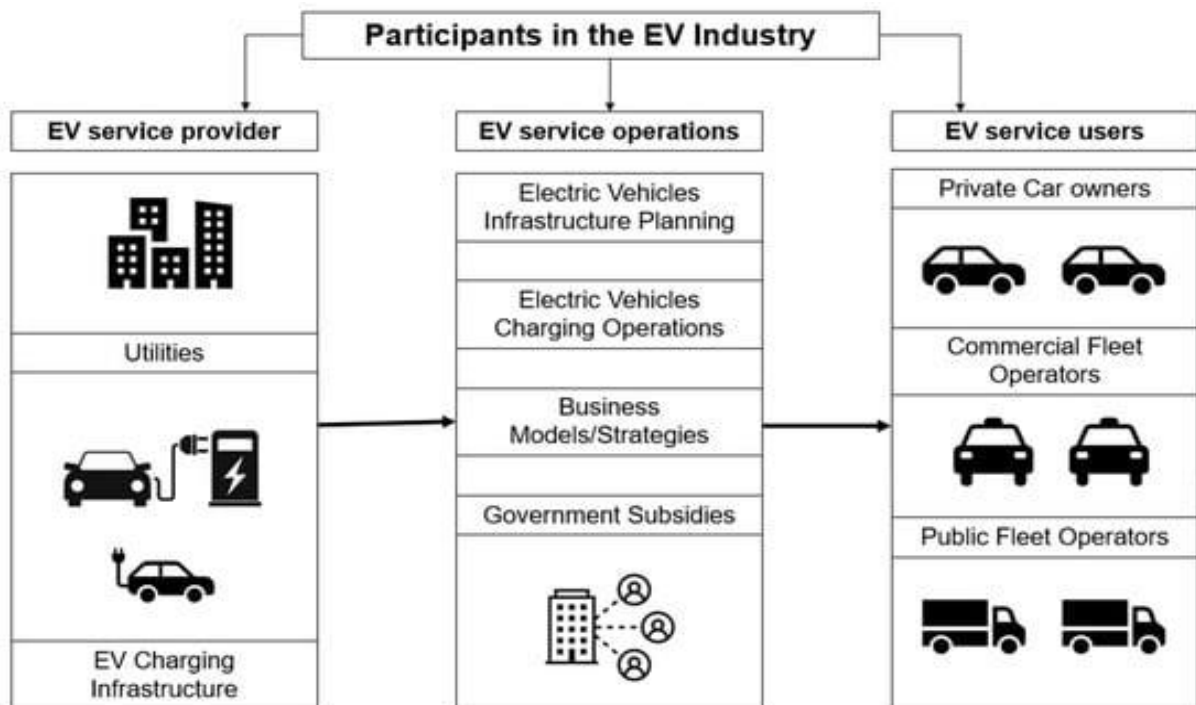 Participants in the EV Industry
EV service provider
Utilities
EV Charging
Infrastructure
EV service operations
Electric Vehicles
Infrastructure Planning
Electric Vehicles
Charging Operations
Business
Models/Strategies
Government Subsidies
EV service users
Private Car owners
Commercial Fleet
Operators
Public Fleet Operators